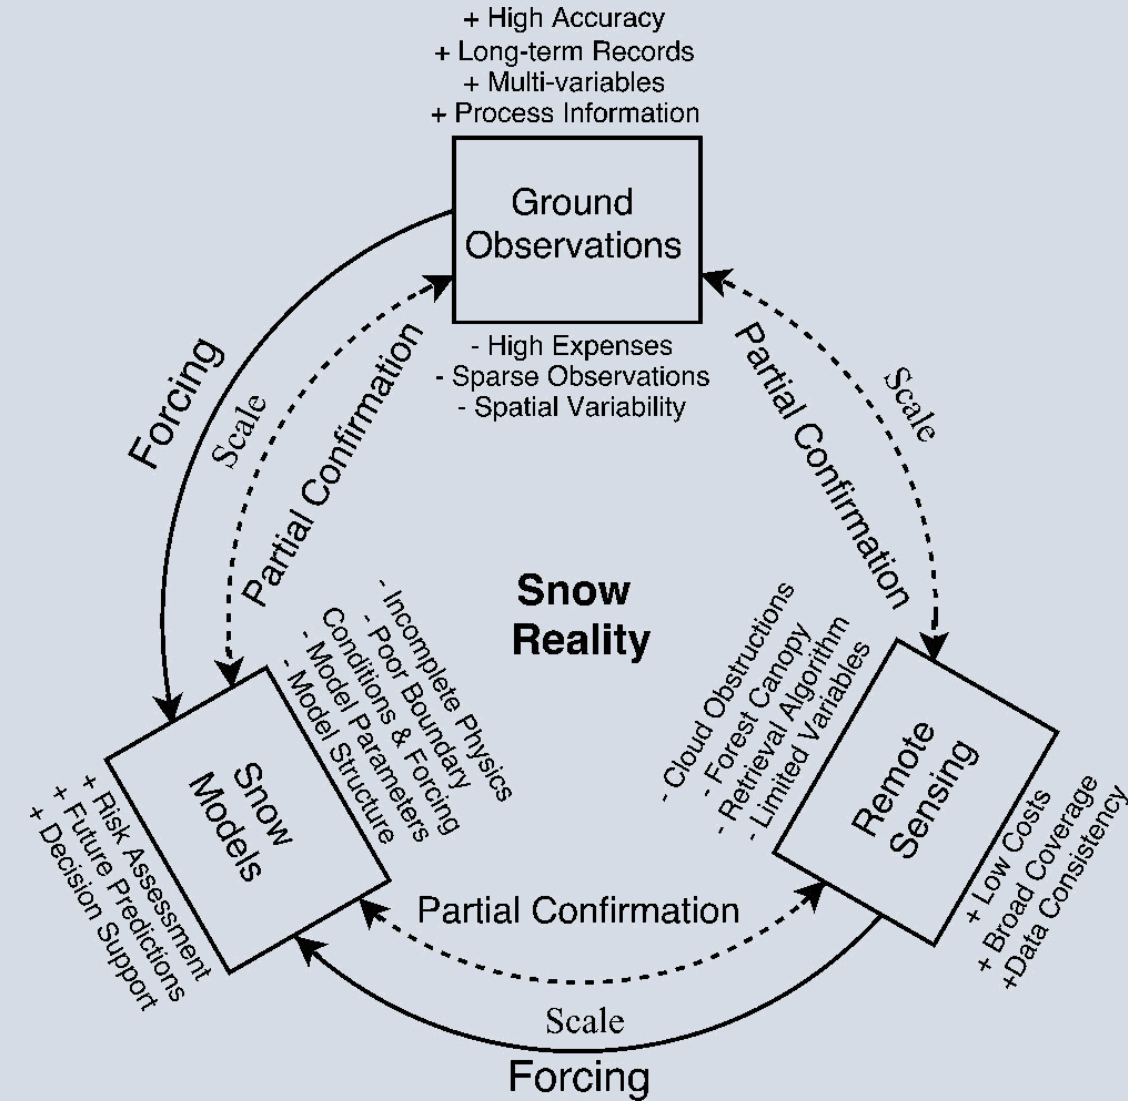 + High Accuracy
+ Long-term Records
+ Multi-variables
+ Process Information
Ground
Observations
- High Expenses
- Sparse Observations
- Spatial Variability
Forcing
Scale
Partial Confirmation
Partial Confirmation
Scale
Snow
Reality
- Incomplete Physics
- Poor Boundary
Conditions & Forcing
- Model Parameters
- Model Structure
Snow
Models
+ Risk Assessment
+ Future Predictions
+ Decision Support
- Cloud Obstructions
- Forest Canopy
- Retrieval Algorithm
- Limited Variables
Remote
Sensing
+ Low Costs
+ Broad Coverage
+Data Consistency
Partial Confirmation
Scale
Forcing